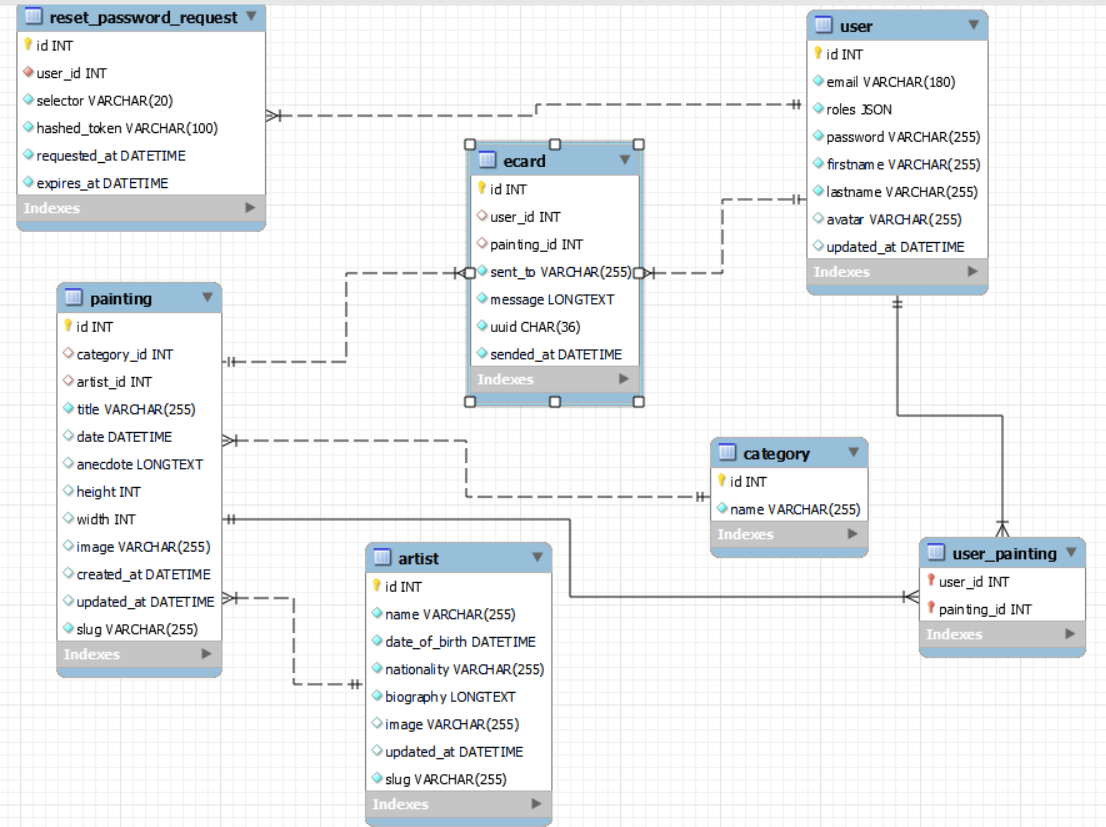 reset_password_request
id INT
user_id INT
selector VARCHAR(20)
hashed_token VARCHAR(100)
requested_at DATETIME
expires_at DATETIME
Indexes
user
id INT
email VARCHAR(180)
roles JSON
password VARCHAR(255)
firstname VARCHAR(255)
lastname VARCHAR(255)
avatar VARCHAR(255)
updated_at DATETIME
Indexes
ecard
id INT
user_id INT
painting_id INT
sent_to VARCHAR(255)
message LONGTEXT
uuid CHAR(36)
sended_at DATETIME
Indexes
painting
id INT
category_id INT
artist_id INT
title VARCHAR(255)
date DATETIME
anecdote LONGTEXT
height INT
width INT
image VARCHAR(255)
created_at DATETIME
updated_at DATETIME
slug VARCHAR(255)
Indexes
category
id INT
name VARCHAR(255)
Indexes
artist
id INT
name VARCHAR(255)
date_of_birth DATETIME
nationality VARCHAR(255)
biography LONGTEXT
image VARCHAR(255)
updated_at DATETIME
slug VARCHAR(255)
Indexes
user_painting
user_id INT
painting_id INT
Indexes